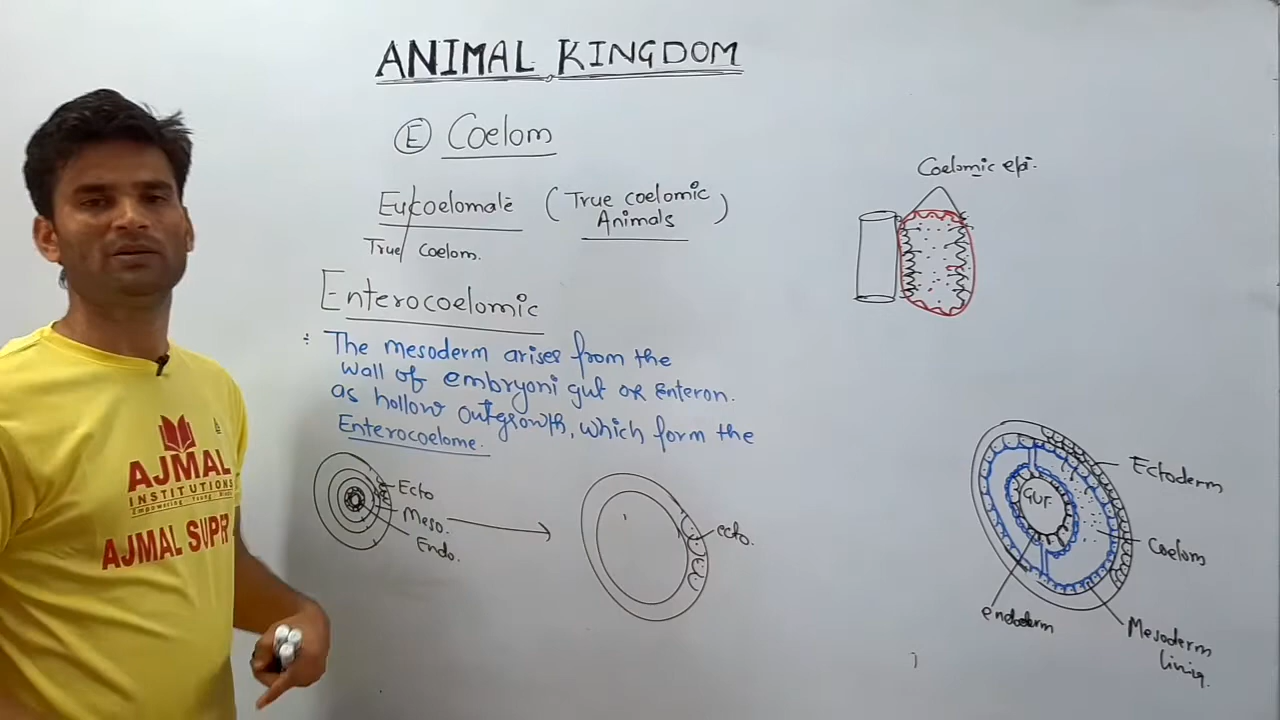 ANIMAL KINGDOM
E Coelom
Eucoelomate (True coelomic
Animals)
True Coelom.
Enterocoelomic
The mesoderm arises from the
wall of embryoni gut or Enteron.
as hollow outgrowth, which form the
Enterocoelome.
Ecto
Meso.
Endo.
ecto.
Coelomic epi.
Gut
Ectoderm
Coelom
endoderm
Mesoderm
lining.
AJMAL
INSTITUTIONS
AJMAL SUPR